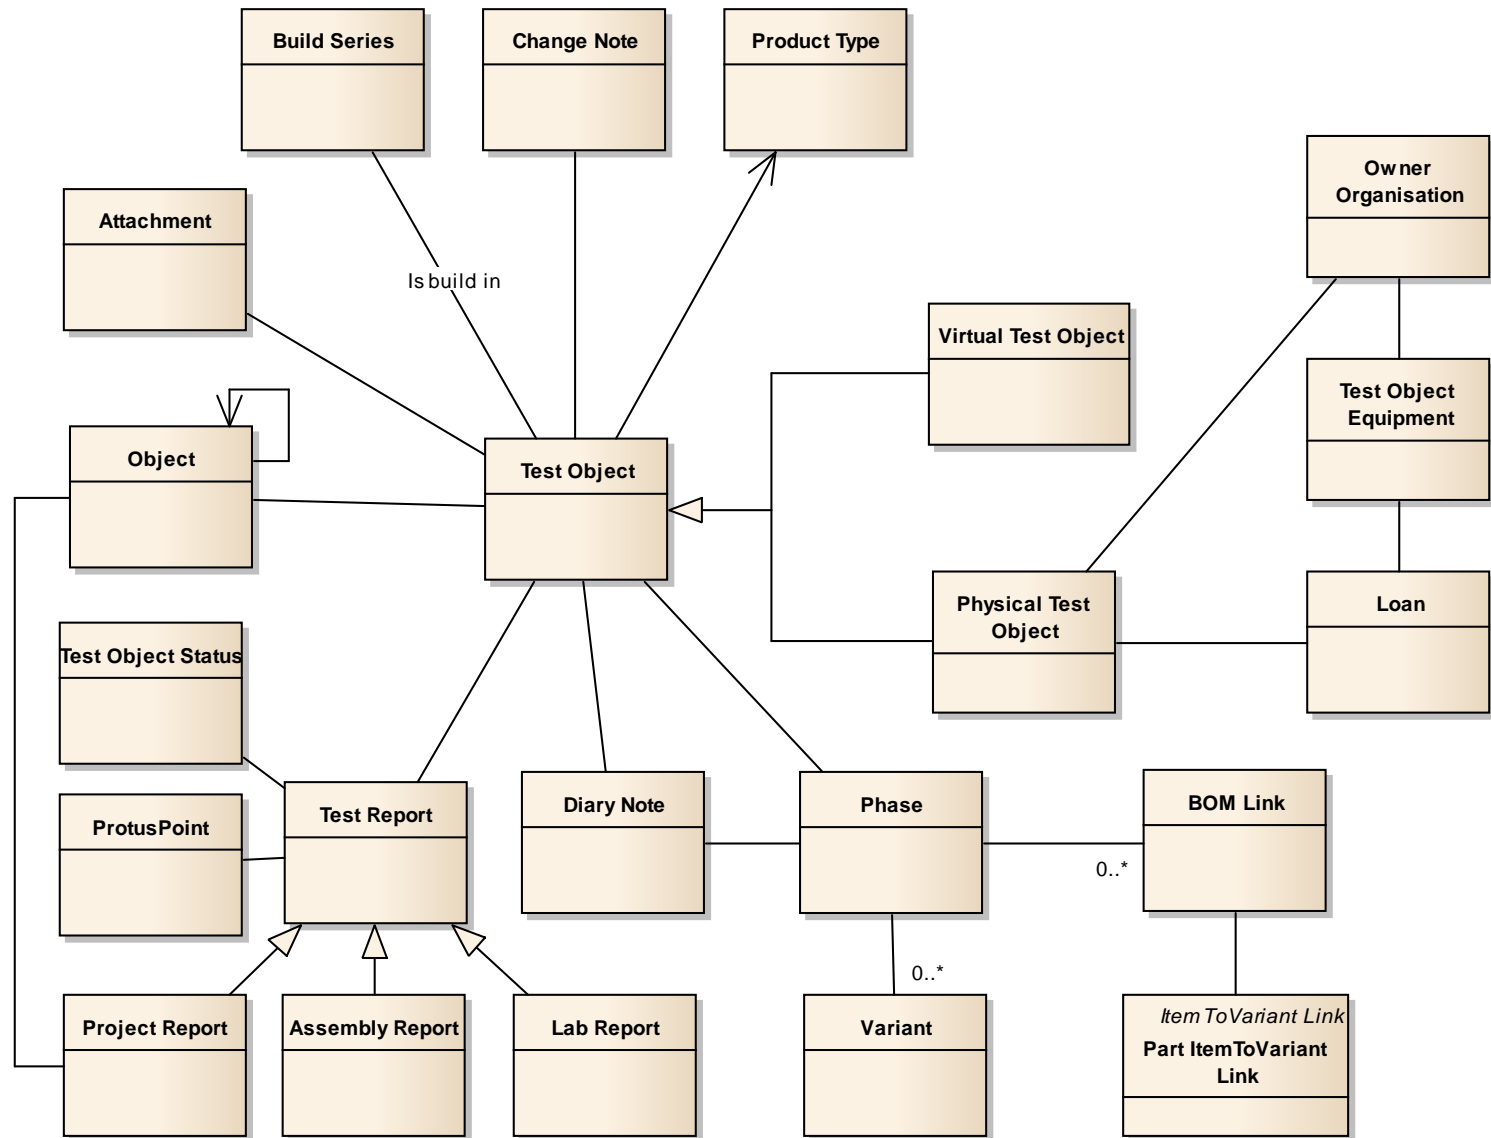 Build Series
Change Note
Product Type
Owner
Organisation
Attachment
Is build in
Virtual Test Object
Test Object
Equipment
Object
Test Object
Physical Test
Object
Loan
Test Object Status
Test Report
Diary Note
Phase
BOM Link
ProtusPoint
0..*
0..*
Project Report
Assembly Report
Lab Report
Variant
ItemToVariant Link
Part ItemToVariant
Link